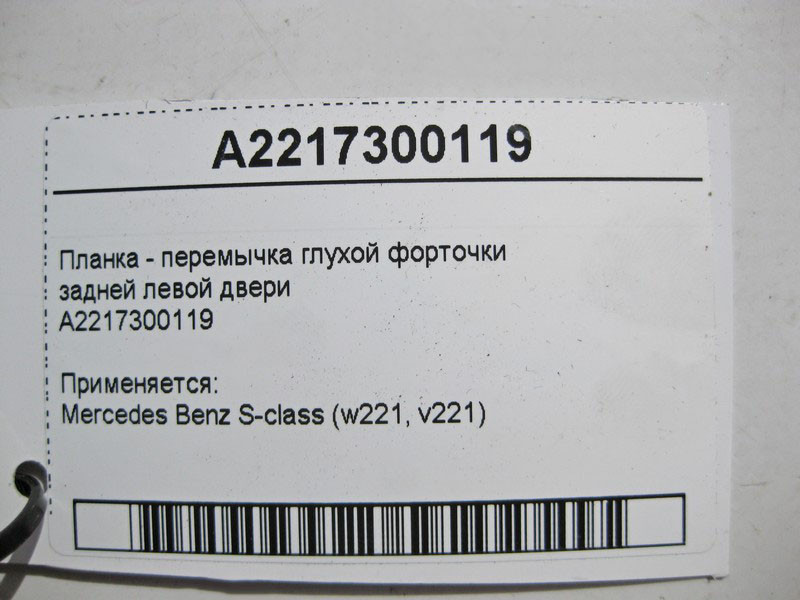 A2217300119
Планка - перемычка глухой форточки
задней левой двери
A2217300119
Применяется:
Mercedes Benz S-class (w221, v221)